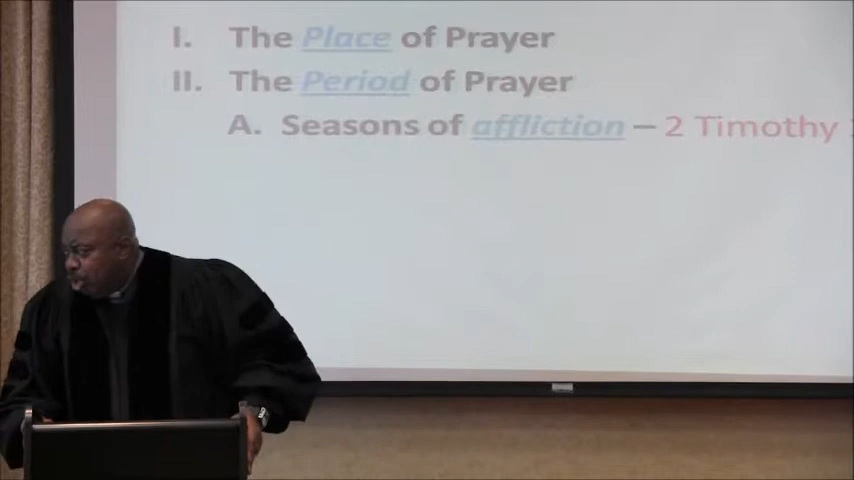 I. The Place of Prayer
II. The Period of Prayer
A. Seasons of affliction – 2 Timothy